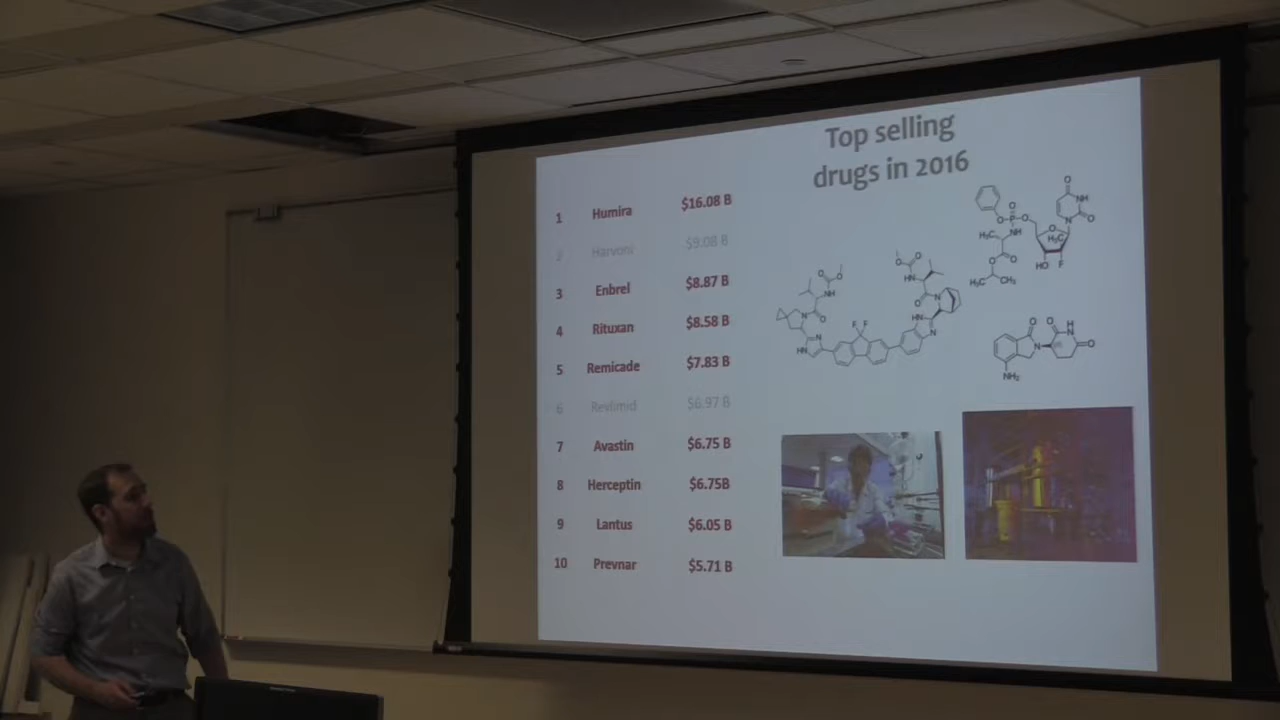 Top selling
drugs in 2016
1 Humira $16.08 B
2 Harvoni $9.08 B
3 Enbrel $8.87 B
4 Rituxan $8.58 B
5 Remicade $7.83 B
6 Revlimid $6.97 B
7 Avastin $6.75 B
8 Herceptin $6.75B
9 Lantus $6.05 B
10 Prevnar $5.71 B